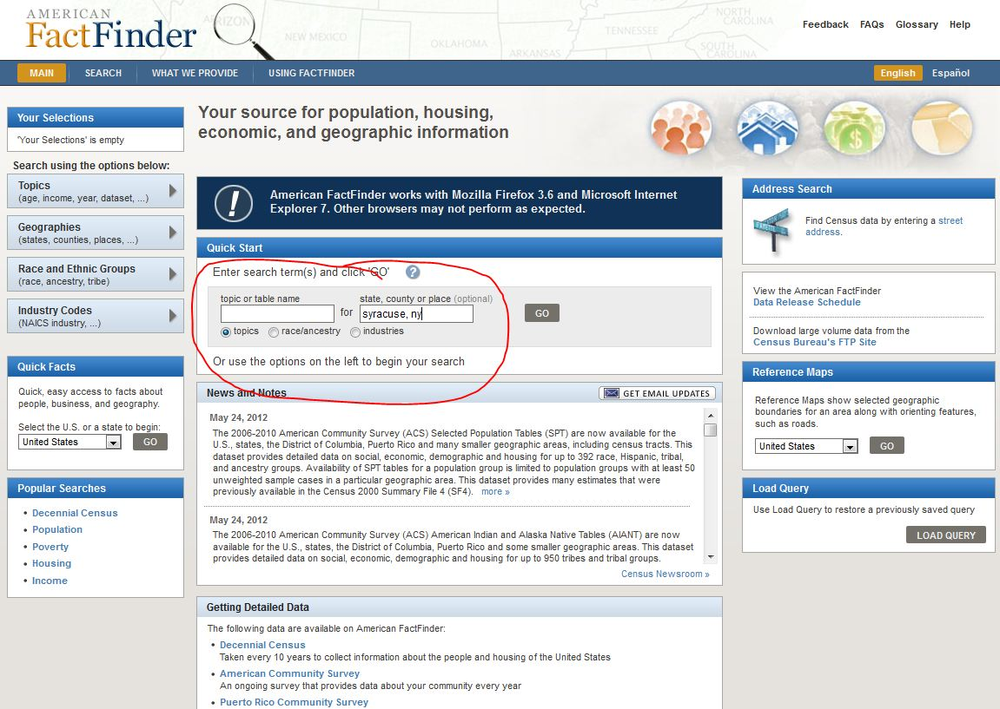 AMERICAN
FactFinder
ARIZON
NEW MEXICO
OKLAHOMA
ARKANSAS
TENNESSEE
NORTH
CAROLINA
SOUTH
CAROLINA
Feedback FAQs Glossary Help
MAIN SEARCH WHAT WE PROVIDE USING FACTFINDER
English Español
Your Selections
'Your Selections' is empty
Search using the options below:
Topics
(age, income, year, dataset, ...)
Geographies
(states, counties, places, ...)
Race and Ethnic Groups
(race, ancestry, tribe)
Industry Codes
(NAICS industry, ...)
Quick Facts
Quick, easy access to facts about
people, business, and geography.
Select the U.S. or a state to begin:
United States GO
Popular Searches
• Decennial Census
• Population
• Poverty
• Housing
• Income
Your source for population, housing,
economic, and geographic information
! American FactFinder works with Mozilla Firefox 3.6 and Microsoft Internet
Explorer 7. Other browsers may not perform as expected.
Quick Start
Enter search term(s) and click 'GO' ?
topic or table name state, county or place (optional)
for syracuse, ny GO
topics race/ancestry industries
Or use the options on the left to begin your search
News and Notes GET EMAIL UPDATES
May 24, 2012
The 2006-2010 American Community Survey (ACS) Selected Population Tables (SPT) are now available for the
U.S., states, the District of Columbia, Puerto Rico and many smaller geographic areas, including census tracts. This
dataset provides detailed data on social, economic, demographic and housing for up to 392 race, Hispanic, tribal,
and ancestry groups. Availability of SPT tables for a population group is limited to population groups with at least 50
unweighted sample cases in a particular geographic area. This dataset provides many estimates that were
previously available in the Census 2000 Summary File 4 (SF4). more »
May 24, 2012
The 2006-2010 American Community Survey (ACS) American Indian and Alaska Native Tables (AIANT) are now
available for the U.S., states, the District of Columbia, Puerto Rico and some smaller geographic areas. This dataset
provides detailed data on social, economic, demographic and housing for up to 950 tribes and tribal groups.
Census Newsroom »
Getting Detailed Data
The following data are available on American FactFinder:
• Decennial Census
Taken every 10 years to collect information about the people and housing of the United States
• American Community Survey
An ongoing survey that provides data about your community every year
• Puerto Rico Community Survey
Address Search
Find Census data by entering a street
address.
View the American FactFinder
Data Release Schedule
Download large volume data from the
Census Bureau's FTP Site
Reference Maps
Reference Maps show selected geographic
boundaries for an area along with orienting features,
such as roads.
United States GO
Load Query
Use Load Query to restore a previously saved query
LOAD QUERY